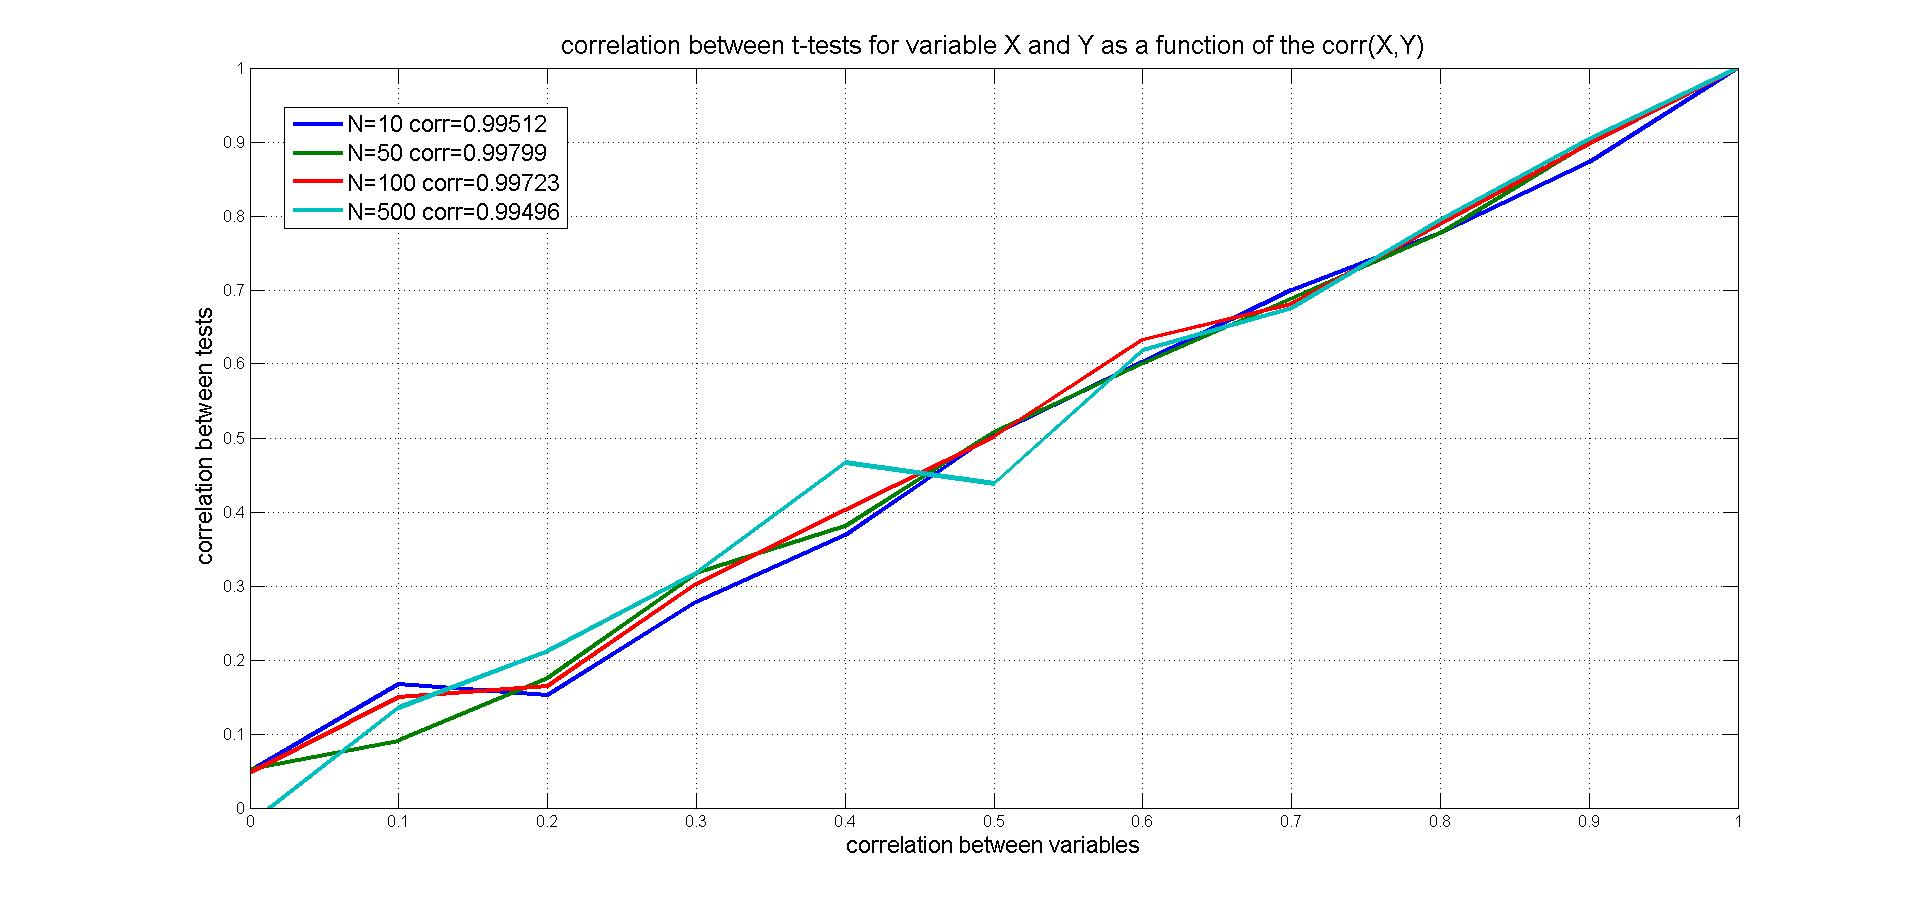 correlation between t-tests for variable X and Y as a function of the corr(X,Y)
1
0.9
0.8
0.7
0.6
0.5
0.4
0.3
0.2
0.1
0
correlation between tests
N=10 corr=0.99512
N=50 corr=0.99799
N=100 corr=0.99723
N=500 corr=0.99496
0 0.1 0.2 0.3 0.4 0.5 0.6 0.7 0.8 0.9 1
correlation between variables